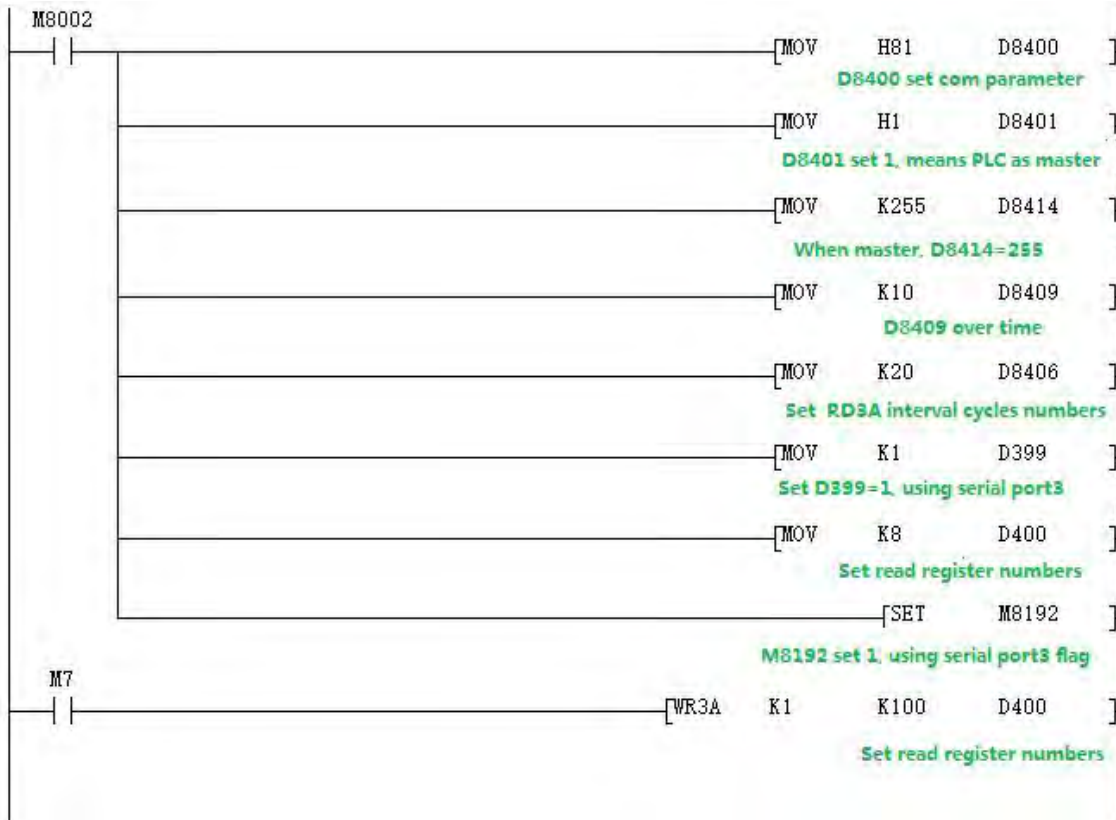 M8002
[MOV H81 D8400 ]
D8400 set com parameter
[MOV H1 D8401 ]
D8401 set 1, means PLC as master
[MOV K255 D8414 ]
When master, D8414=255
[MOV K10 D8409 ]
D8409 over time
[MOV K20 D8406 ]
Set RD3A interval cycles numbers
[MOV K1 D399 ]
Set D399=1, using serial port3
[MOV K8 D400 ]
Set read register numbers
[SET M8192 ]
M8192 set 1, using serial port3 flag
M7
[WR3A K1 K100 D400 ]
Set read register numbers